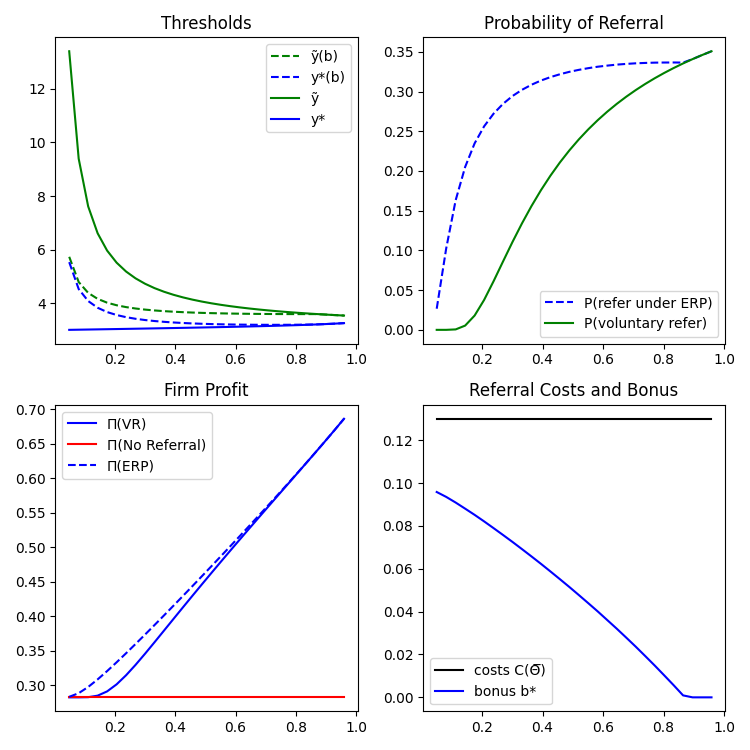 Thresholds
12
10
8
6
4
0.2 0.4 0.6 0.8 1.0
ỹ(b)
y*(b)
ỹ
y*
Probability of Referral
0.35
0.30
0.25
0.20
0.15
0.10
0.05
0.00
0.2 0.4 0.6 0.8 1.0
P(refer under ERP)
P(voluntary refer)
Firm Profit
0.70
0.65
0.60
0.55
0.50
0.45
0.40
0.35
0.30
0.2 0.4 0.6 0.8 1.0
Π(VR)
Π(No Referral)
Π(ERP)
Referral Costs and Bonus
0.12
0.10
0.08
0.06
0.04
0.02
0.00
0.2 0.4 0.6 0.8 1.0
costs C(Θ̅)
bonus b*